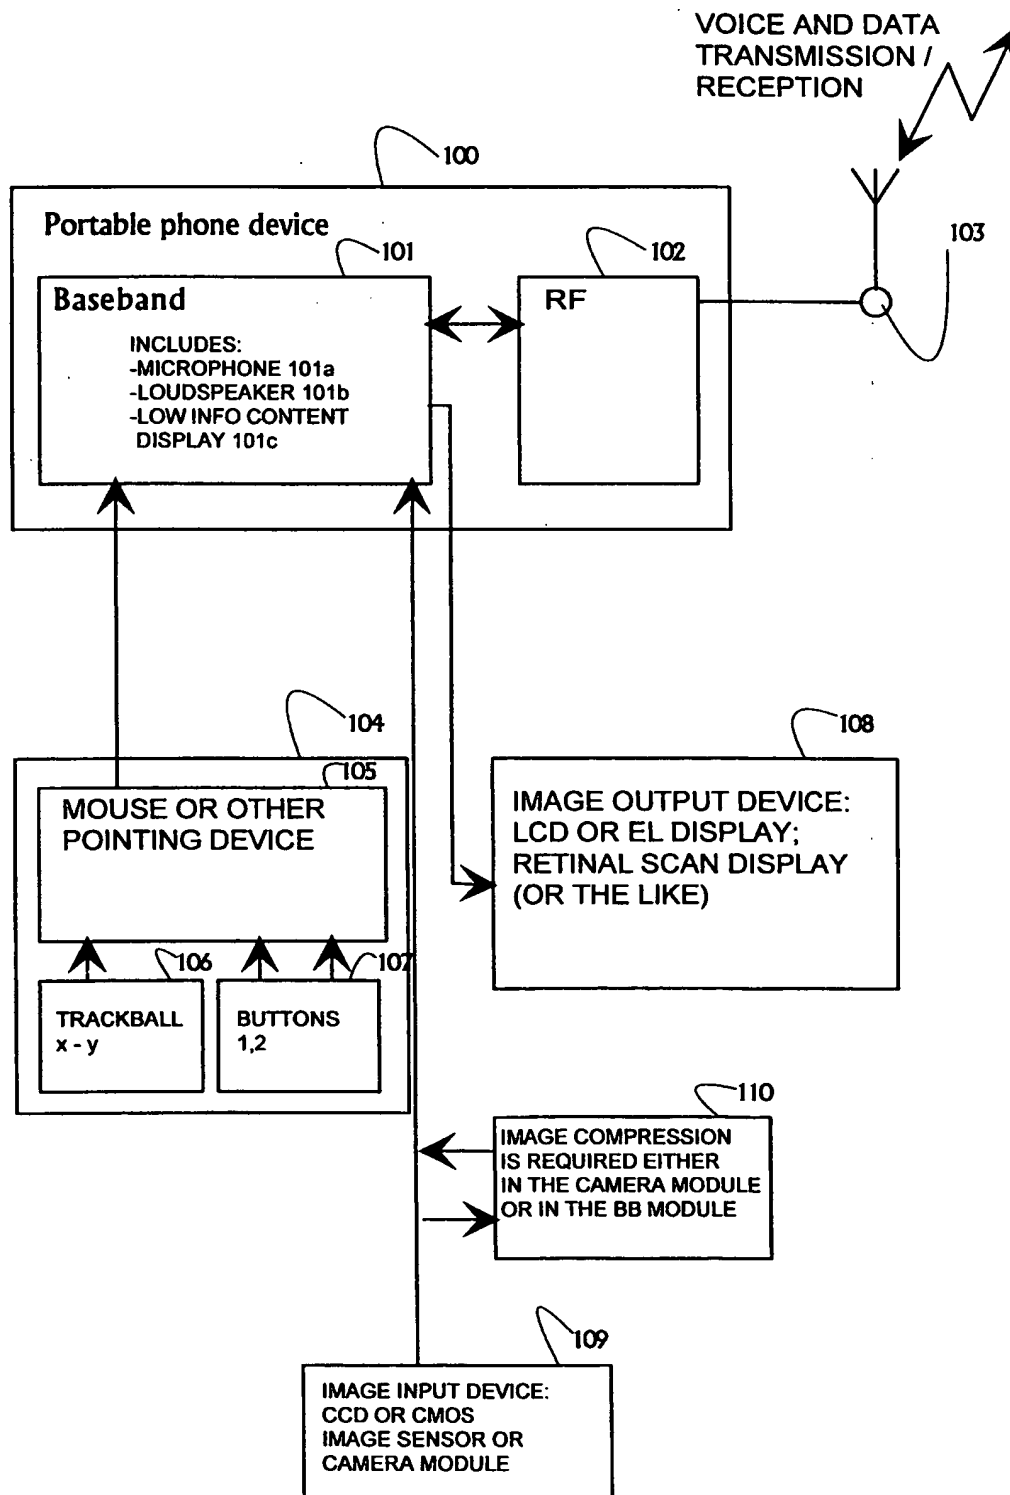 VOICE AND DATA
TRANSMISSION /
RECEPTION
100
Portable phone device
101
102
103
Baseband
RF
INCLUDES:
-MICROPHONE 101a
-LOUDSPEAKER 101b
-LOW INFO CONTENT
DISPLAY 101c
104
108
105
MOUSE OR OTHER
POINTING DEVICE
IMAGE OUTPUT DEVICE:
LCD OR EL DISPLAY;
RETINAL SCAN DISPLAY
(OR THE LIKE)
106
107
TRACKBALL
x - y
BUTTONS
1,2
110
IMAGE COMPRESSION
IS REQUIRED EITHER
IN THE CAMERA MODULE
OR IN THE BB MODULE
109
IMAGE INPUT DEVICE:
CCD OR CMOS
IMAGE SENSOR OR
CAMERA MODULE